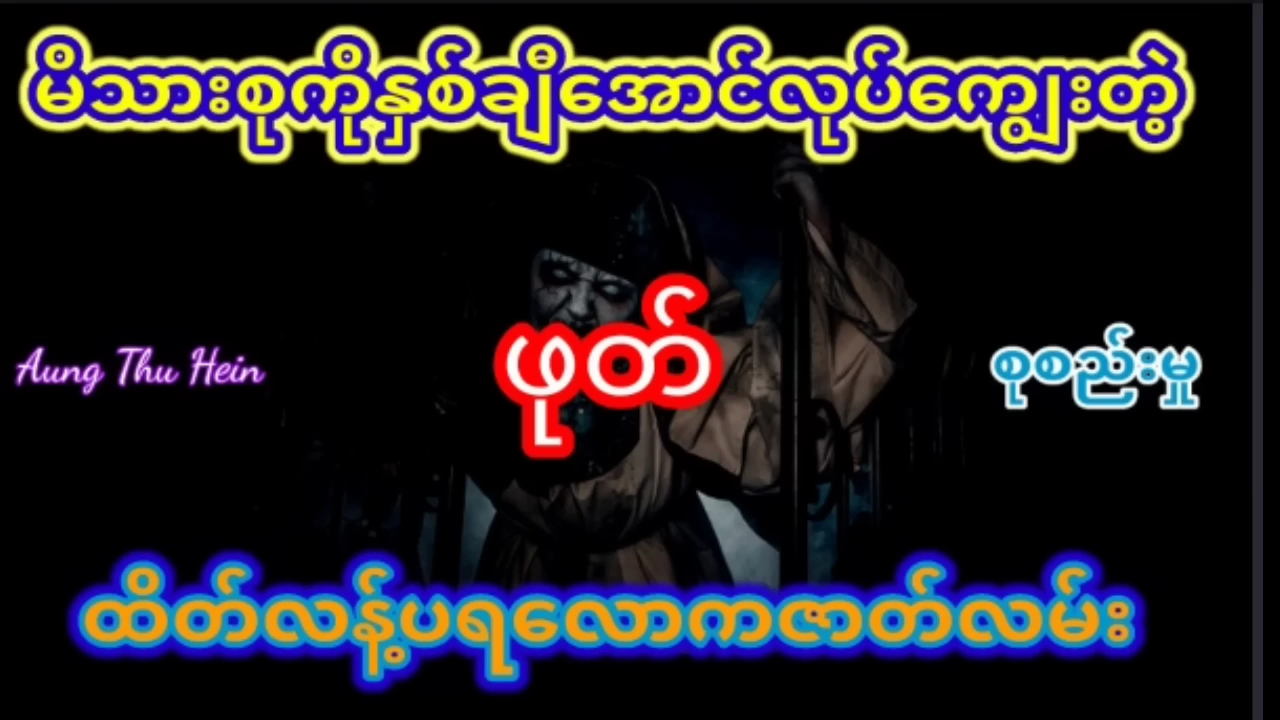 မိသားစုကိုနှစ်ချီအောင်လုပ်ကျွေးတဲ့
Aung Thu Hein
ဖုတ်
စုစည်းမှု
ထိတ်လန့်ပရလောကဇာတ်လမ်း